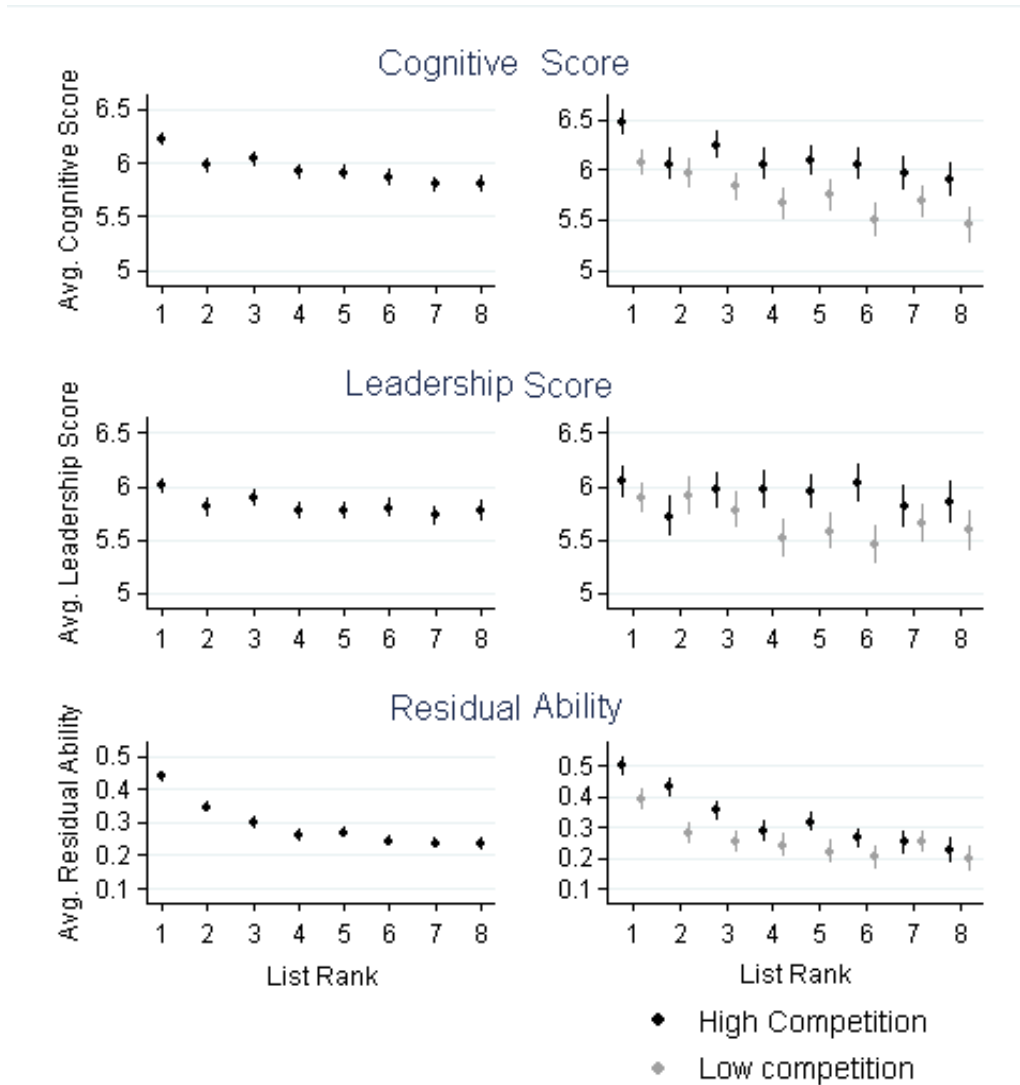 Cognitive Score
Avg. Cognitive Score
6.5
6
5.5
5
1 2 3 4 5 6 7 8
6.5
6
5.5
5
1 2 3 4 5 6 7 8
Leadership Score
Avg. Leadership Score
6.5
6
5.5
5
1 2 3 4 5 6 7 8
6.5
6
5.5
5
1 2 3 4 5 6 7 8
Residual Ability
Avg. Residual Ability
0.5
0.4
0.3
0.2
0.1
1 2 3 4 5 6 7 8
List Rank
0.5
0.4
0.3
0.2
0.1
1 2 3 4 5 6 7 8
List Rank
High Competition
Low competition